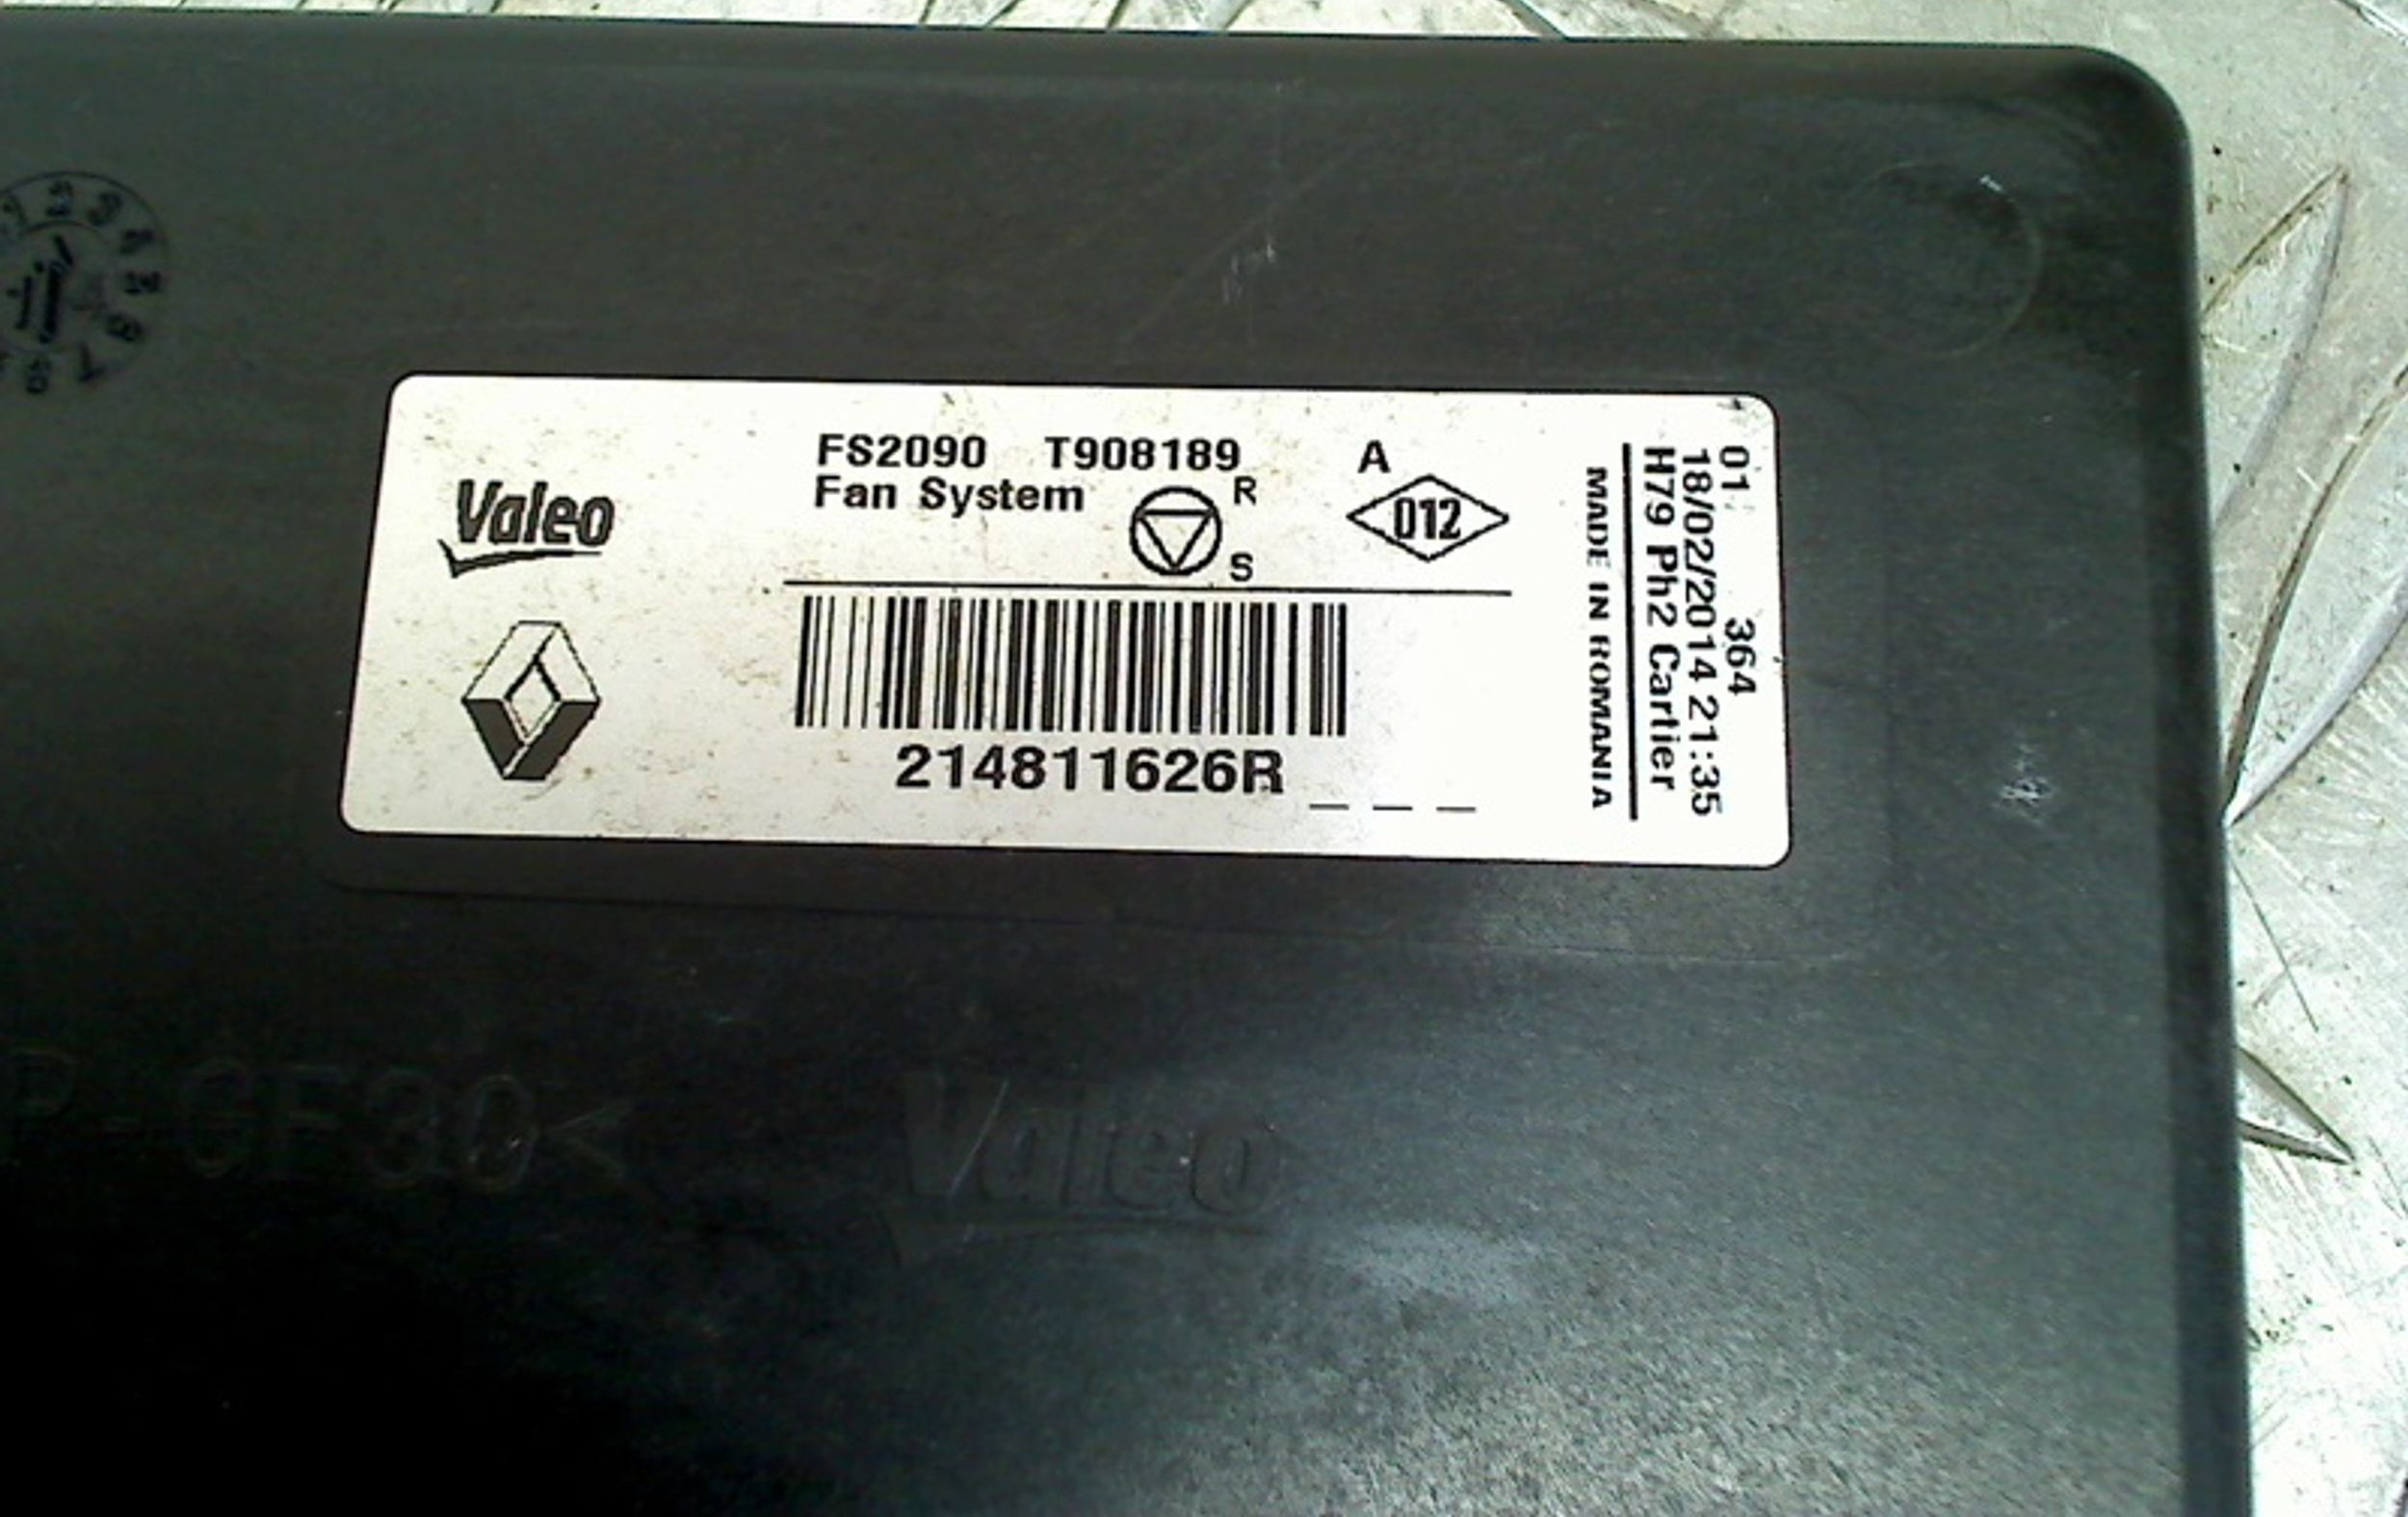 Valeo
FS2090 T908189
Fan System
R
S
A
012
214811626R
MADE IN ROMANIA
H79 Ph2 Cartier
18/02/2014 21:35
01 364
P-GF30<
Valeo